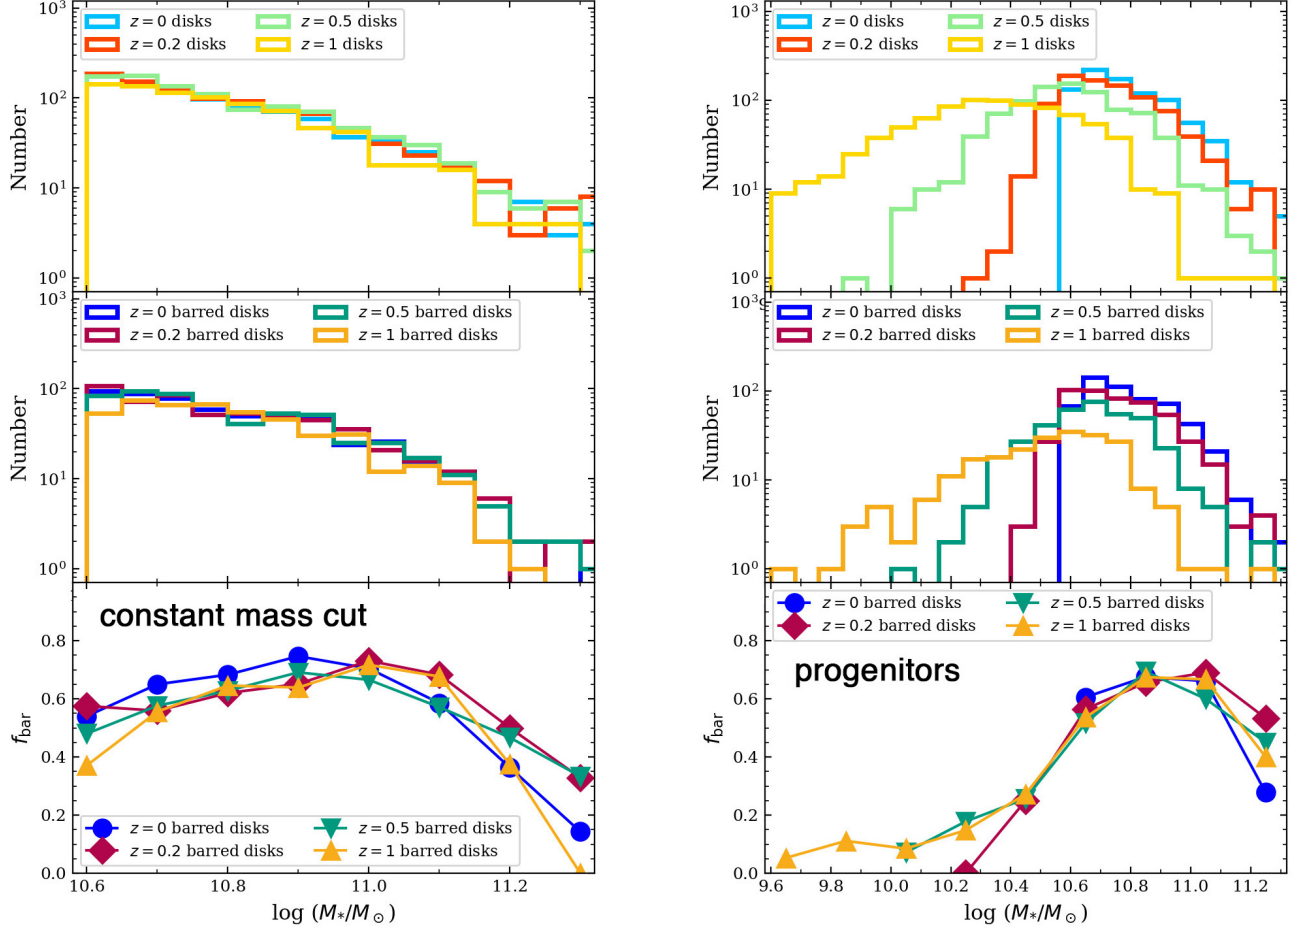 10³
10²
10¹
10⁰
Number
z = 0 disks
z = 0.2 disks
z = 0.5 disks
z = 1 disks
10³
10²
10¹
10⁰
Number
z = 0 disks
z = 0.2 disks
z = 0.5 disks
z = 1 disks
10³
10²
10¹
10⁰
Number
z = 0 barred disks
z = 0.2 barred disks
z = 0.5 barred disks
z = 1 barred disks
10³
10²
10¹
10⁰
Number
z = 0 barred disks
z = 0.2 barred disks
z = 0.5 barred disks
z = 1 barred disks
constant mass cut
0.8
0.6
0.4
0.2
0.0
f_bar
z = 0 barred disks
z = 0.2 barred disks
z = 0.5 barred disks
z = 1 barred disks
10.6 10.8 11.0 11.2
log (M*/M⊙)
z = 0 barred disks
z = 0.2 barred disks
z = 0.5 barred disks
z = 1 barred disks
progenitors
0.8
0.6
0.4
0.2
0.0
f_bar
9.6 9.8 10.0 10.2 10.4 10.6 10.8 11.0 11.2
log (M*/M⊙)